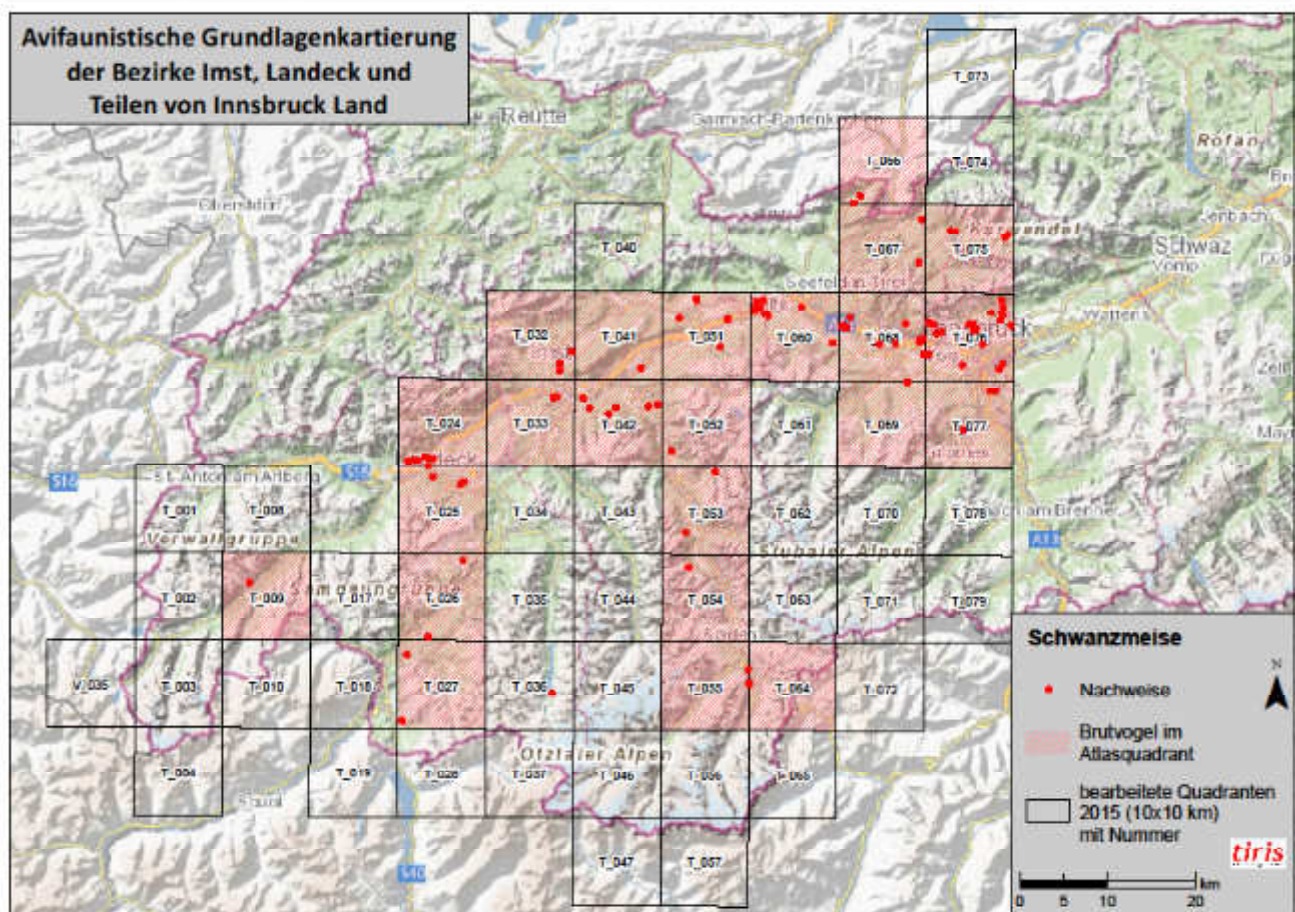 Avifaunistische Grundlagenkartierung
der Bezirke Imst, Landeck und
Teilen von Innsbruck Land
T_073
Reutte
Garmisch-Partenkirchen
Rofan
T_066
T_074
Oberstdorf
Jenbach
Karwendel
T_040
T_067
T_075
Schwaz
Vomp
Seefeld in Tirol
Wattens
T_032
T_041
T_051
T_060
T_068
T_076
T_024
T_033
T_042
T_052
T_061
T_069
T_077
S16
S16
St. Anton am Arlberg
T_001
T_008
T_025
T_034
T_043
T_053
T_062
T_070
T_078
Verwallgruppe
Stubaier Alpen
A13
T_002
T_009
T_017
T_026
T_035
T_044
T_054
T_063
T_071
T_079
Samnaungruppe
V_035
T_003
T_010
T_018
T_027
T_036
T_045
T_055
T_064
T_072
Ötztaler Alpen
T_004
T_019
T_028
T_037
T_046
T_056
T_065
S40
T_047
T_057
Schwanzmeise
N
Nachweise
Brutvogel im
Atlasquadrant
bearbeitete Quadranten
2015 (10x10 km)
mit Nummer
tiris
km
0 5 10 20